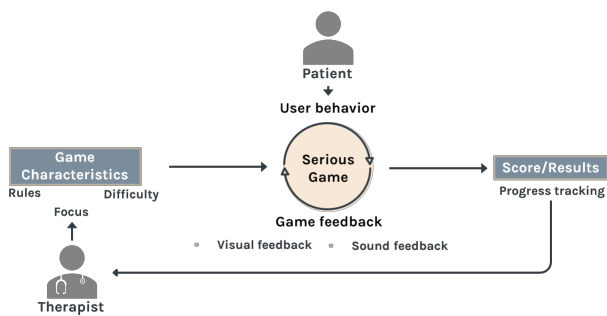 Patient
User behavior
Game
Characteristics
Serious
Game
Score/Results
Rules
Difficulty
Progress tracking
Focus
Game feedback
Visual feedback
Sound feedback
Therapist